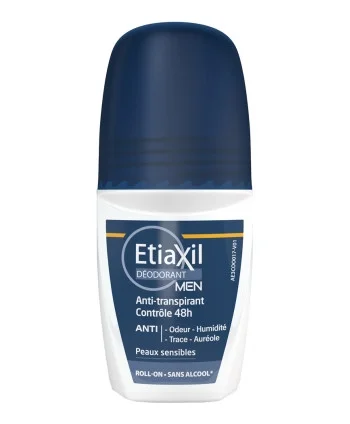 EtiaXil
DÉODORANT
MEN
Anti-transpirant
Contrôle 48h
ANTI - Odeur - Humidité
- Trace - Auréole
Peaux sensibles
ROLL-ON • SANS ALCOOL*